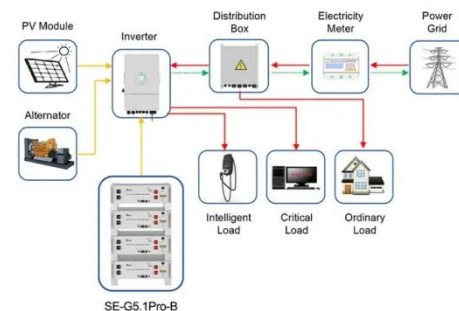 PV Module
Inverter
Distribution
Box
Electricity
Meter
Power
Grid
Alternator
Intelligent
Load
Critical
Load
Ordinary
Load
SE-G5.1Pro-B